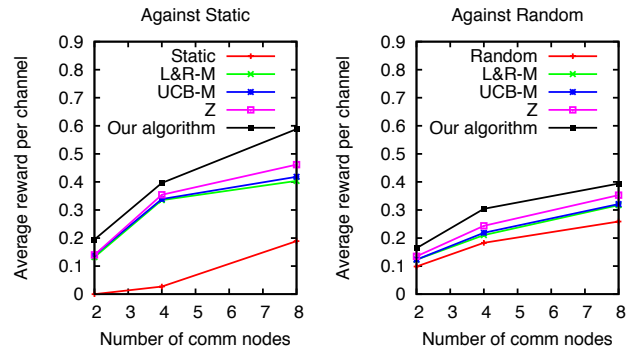 Against Static
Average reward per channel
0.9
0.8
0.7
0.6
0.5
0.4
0.3
0.2
0.1
0
Static
L&R-M
UCB-M
Z
Our algorithm
2 3 4 5 6 7 8
Number of comm nodes
Against Random
Average reward per channel
0.9
0.8
0.7
0.6
0.5
0.4
0.3
0.2
0.1
0
Random
L&R-M
UCB-M
Z
Our algorithm
2 3 4 5 6 7 8
Number of comm nodes